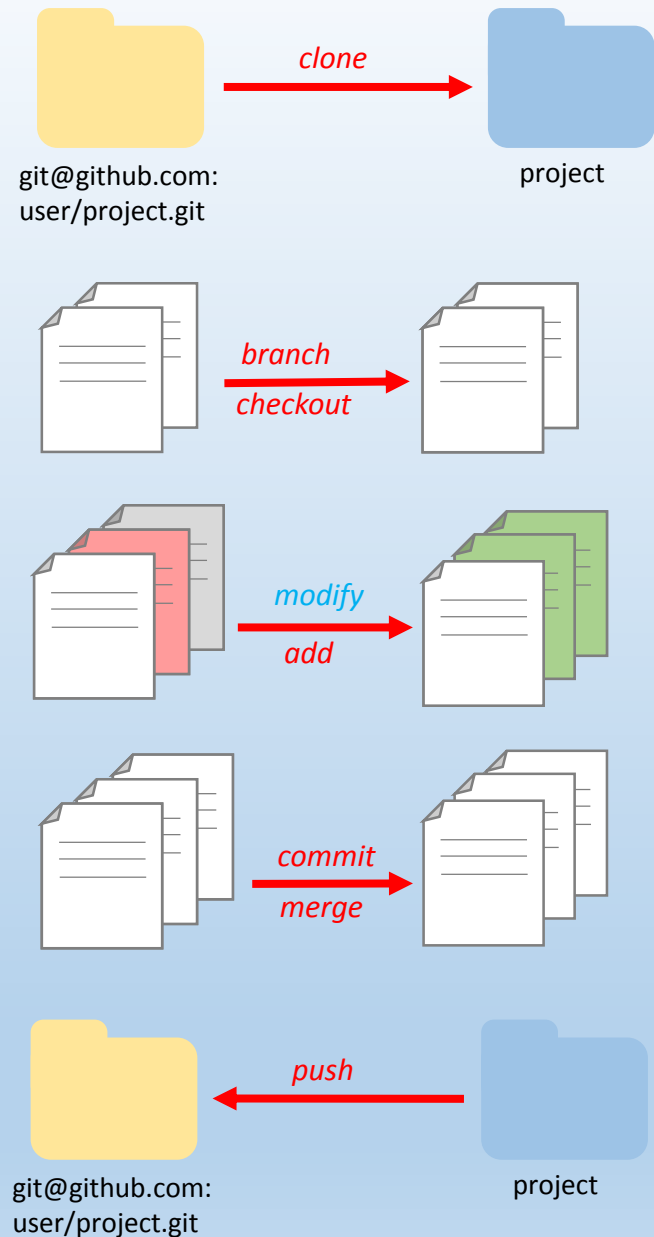 clone
git@github.com:
user/project.git
project
branch
checkout
modify
add
commit
merge
push
git@github.com:
user/project.git
project